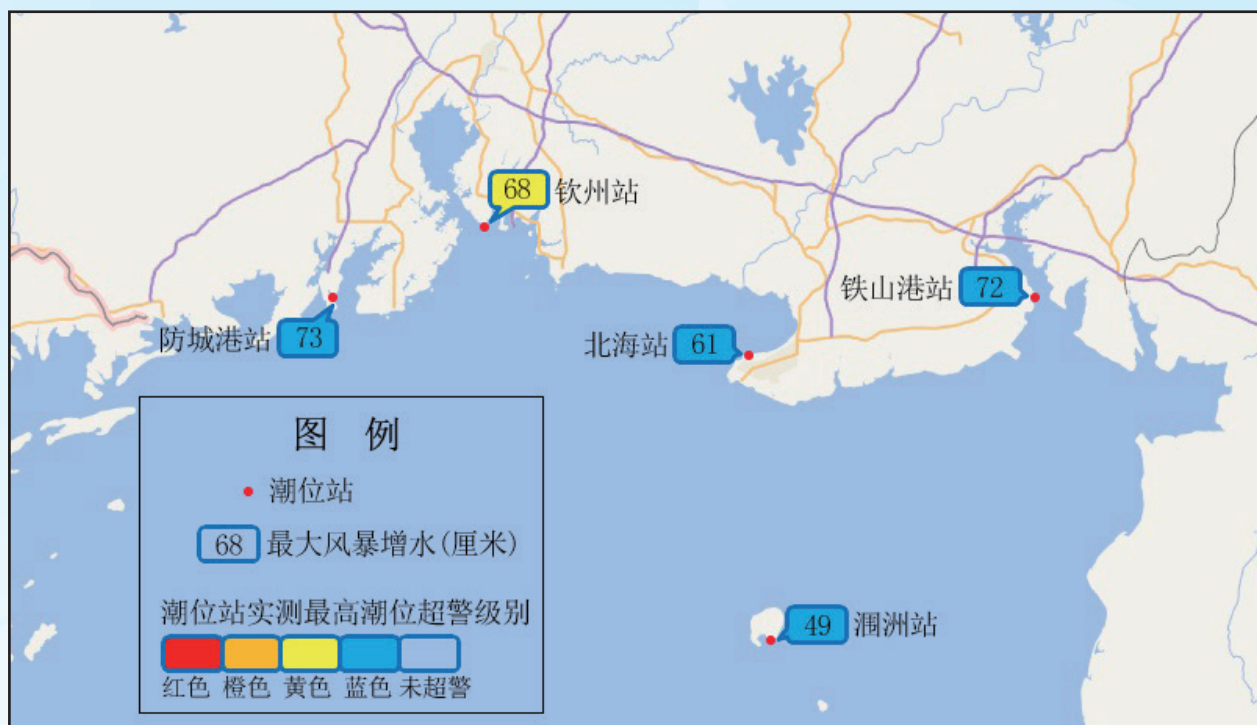 68 钦州站
铁山港站 72
防城港站 73
北海站 61
图 例
潮位站
68 最大风暴增水(厘米)
潮位站实测最高潮位超警级别
红色 橙色 黄色 蓝色 未超警
49 涠洲站